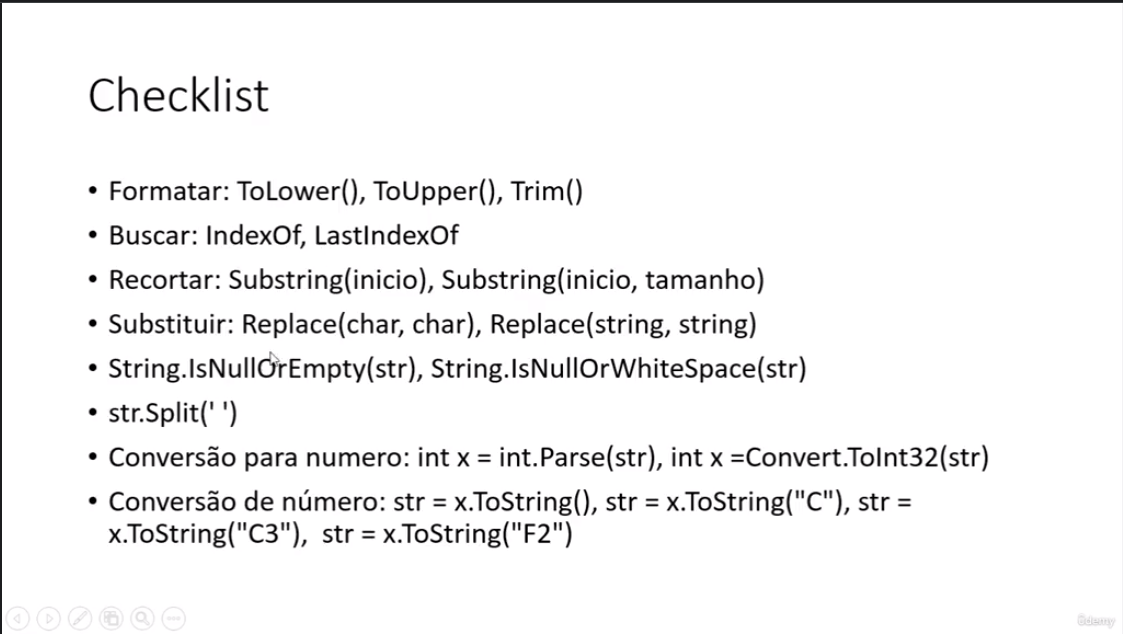 Checklist
• Formatar: ToLower(), ToUpper(), Trim()
• Buscar: IndexOf, LastIndexOf
• Recortar: Substring(inicio), Substring(inicio, tamanho)
• Substituir: Replace(char, char), Replace(string, string)
• String.IsNullOrEmpty(str), String.IsNullOrWhiteSpace(str)
• str.Split(' ')
• Conversão para numero: int x = int.Parse(str), int x =Convert.ToInt32(str)
• Conversão de número: str = x.ToString(), str = x.ToString("C"), str =
x.ToString("C3"), str = x.ToString("F2")
ûdemy